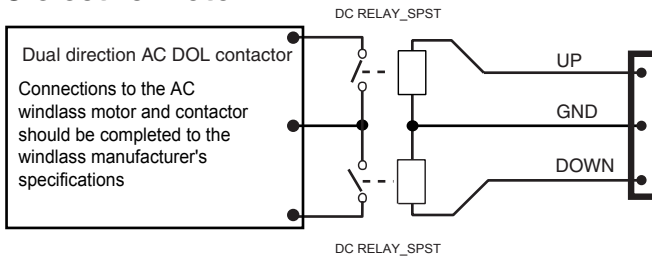 DC RELAY_SPST
Dual direction AC DOL contactor
Connections to the AC
windlass motor and contactor
should be completed to the
windlass manufacturer's
specifications
UP
GND
DOWN
DC RELAY_SPST